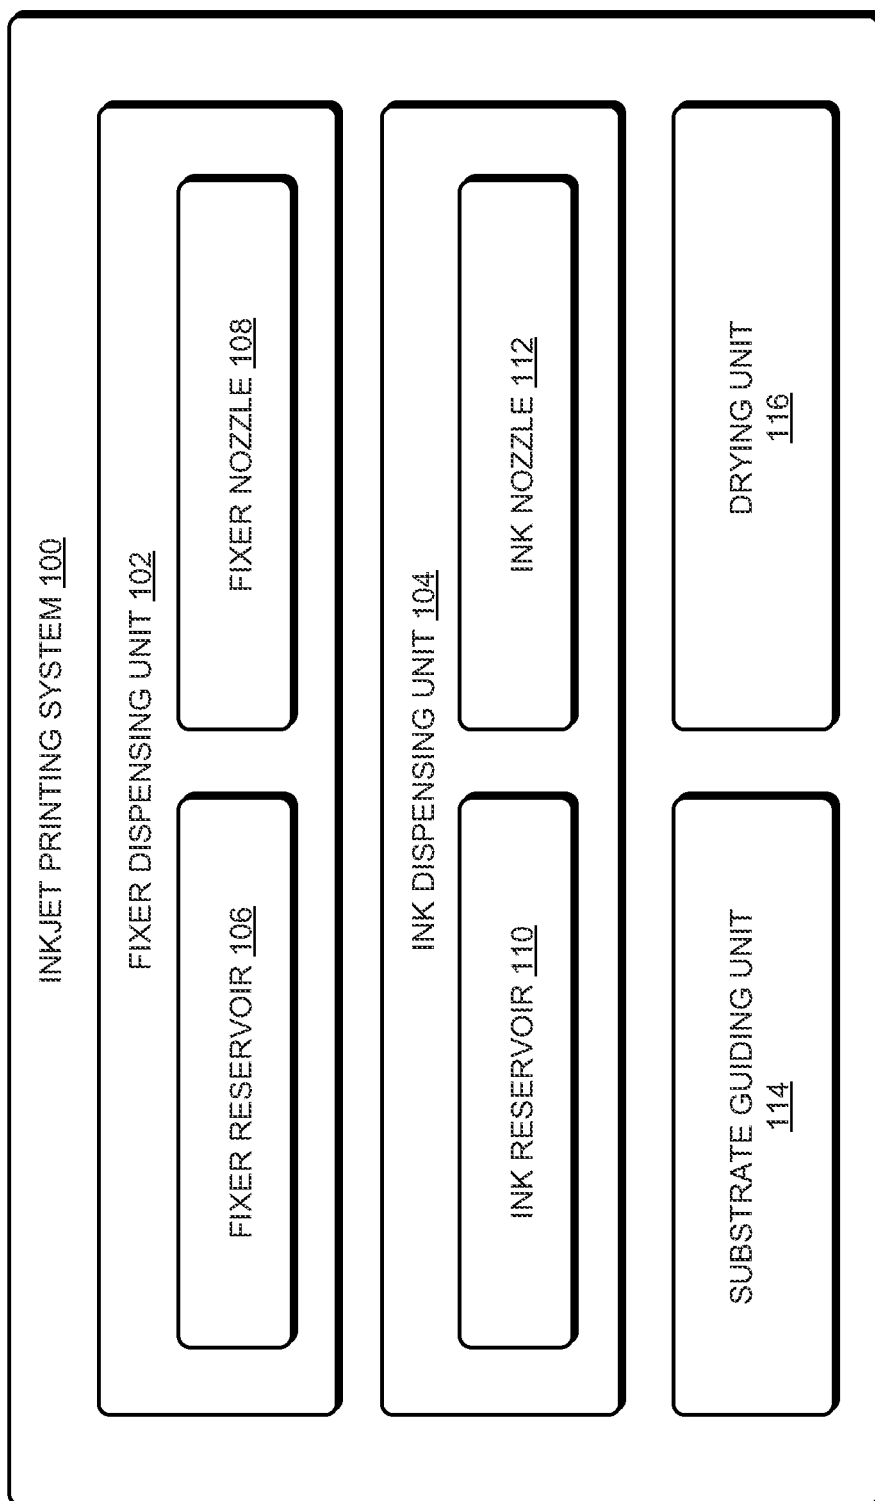 INKJET PRINTING SYSTEM 100
FIXER DISPENSING UNIT 102
FIXER RESERVOIR 106
FIXER NOZZLE 108
INK DISPENSING UNIT 104
INK RESERVOIR 110
INK NOZZLE 112
SUBSTRATE GUIDING UNIT
114
DRYING UNIT
116